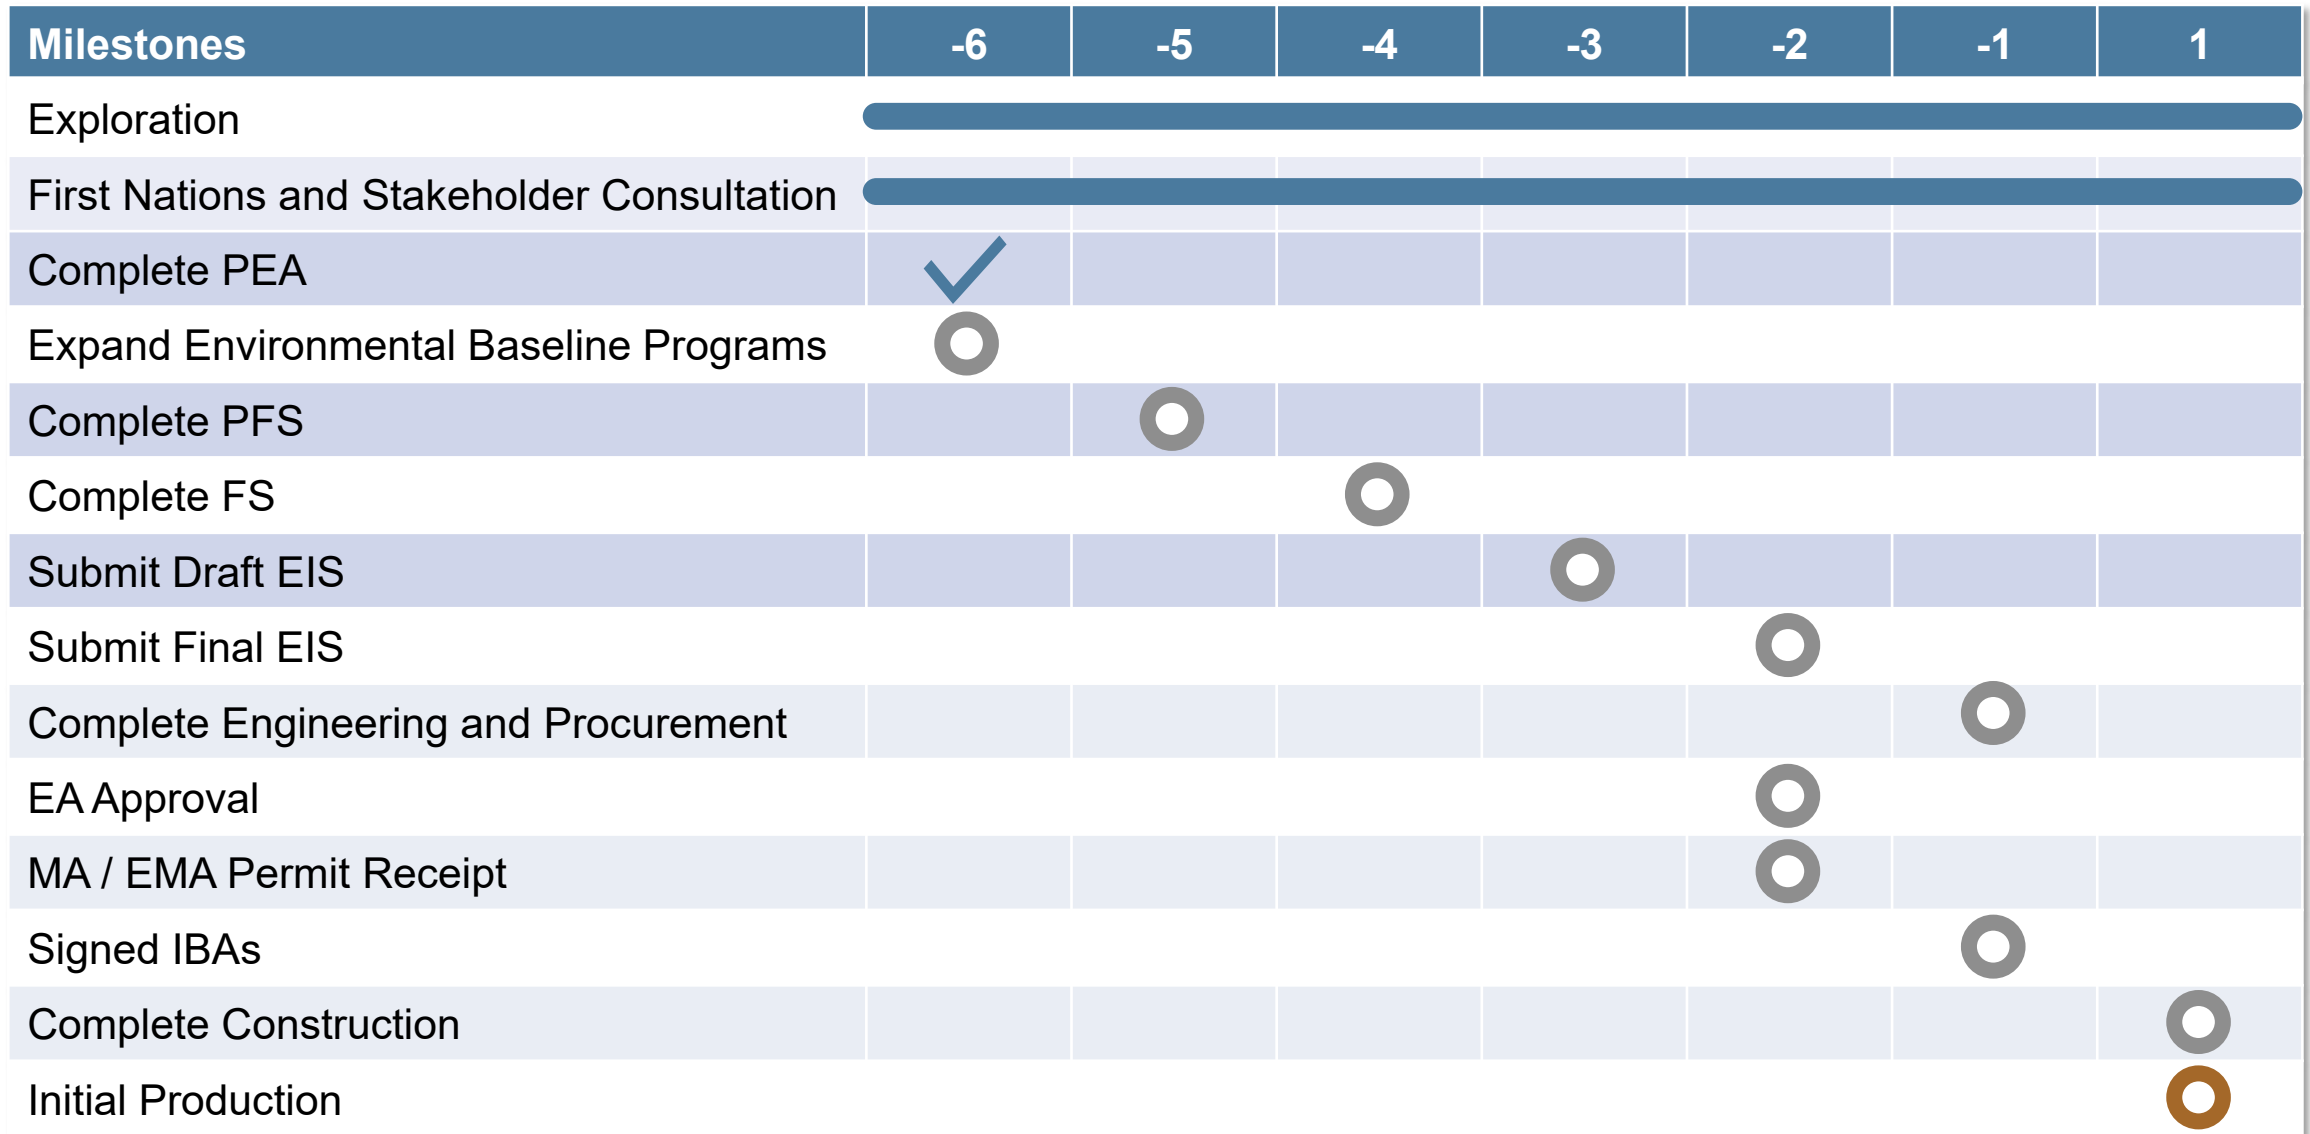 Milestones -6 -5 -4 -3 -2 -1 1
Exploration
First Nations and Stakeholder Consultation
Complete PEA
Expand Environmental Baseline Programs
Complete PFS
Complete FS
Submit Draft EIS
Submit Final EIS
Complete Engineering and Procurement
EA Approval
MA / EMA Permit Receipt
Signed IBAs
Complete Construction
Initial Production